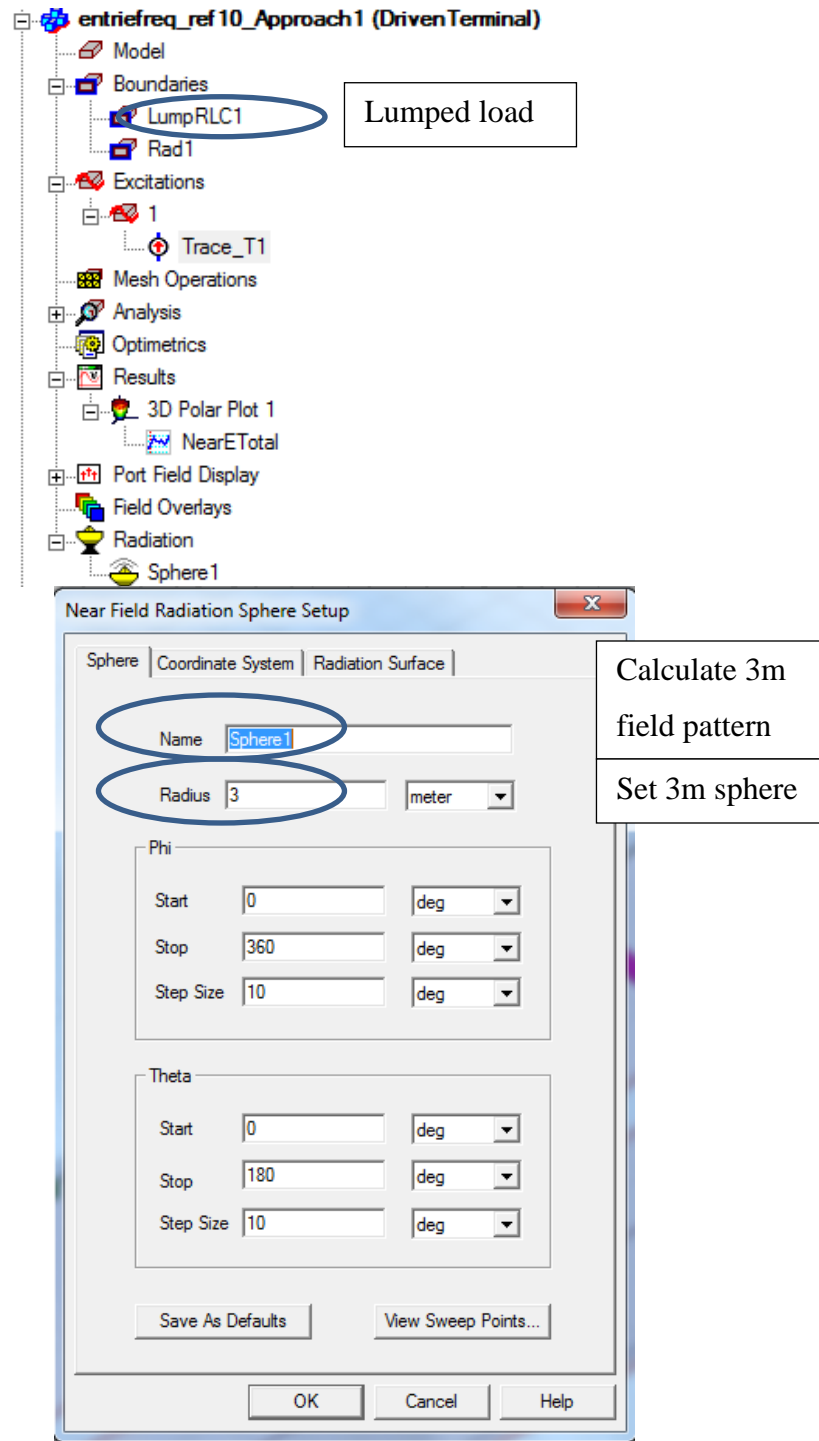 entriefreq_ref10_Approach1 (DrivenTerminal)
Model
Boundaries
LumpRLC1
Lumped load
Rad1
Excitations
1
Trace_T1
Mesh Operations
Analysis
Optimetrics
Results
3D Polar Plot 1
NearETotal
Port Field Display
Field Overlays
Radiation
Sphere1
Near Field Radiation Sphere Setup
Sphere Coordinate System Radiation Surface
Calculate 3m
field pattern
Name Sphere1
Radius 3 meter
Set 3m sphere
Phi
Start 0 deg
Stop 360 deg
Step Size 10 deg
Theta
Start 0 deg
Stop 180 deg
Step Size 10 deg
Save As Defaults View Sweep Points...
OK Cancel Help